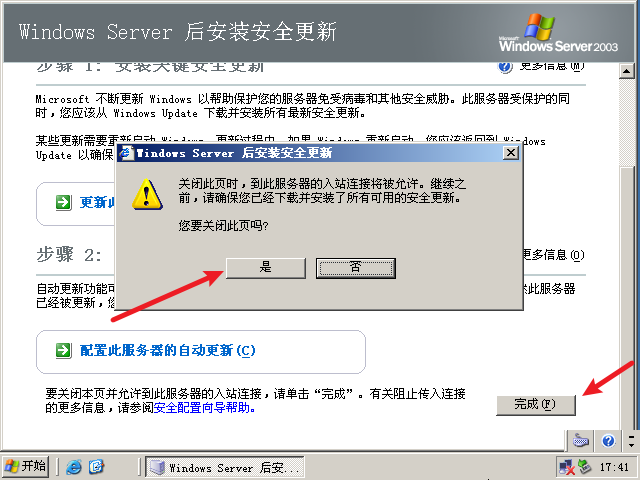 Windows Server 后安装安全更新
Microsoft
Windows Server 2003
步骤 1: 安装关键安全更新
更多信息(M)
Microsoft 不断更新 Windows 以帮助保护您的服务器免受病毒和其他安全威胁。此服务器受保护的同
时，您应该从 Windows Update 下载并安装所有最新安全更新。
某些更新需要重新启动 Windows。更新过程中，如果 Windows 重新启动，您应该返回到 Windows
Update 以确保
Windows Server 后安装安全更新
关闭此页时，到此服务器的入站连接将被允许。继续之
前，请确保您已经下载并安装了所有可用的安全更新。
您要关闭此页吗?
是
否
更新此
步骤 2:
更多信息(O)
自动更新功能可
此服务器
已经被更新，您
配置此服务器的自动更新(C)
要关闭本页并允许到此服务器的入站连接，请单击“完成”。有关阻止传入连接
的更多信息，请参阅安全配置向导帮助。
完成(F)
开始
Windows Server 后安...
17:41